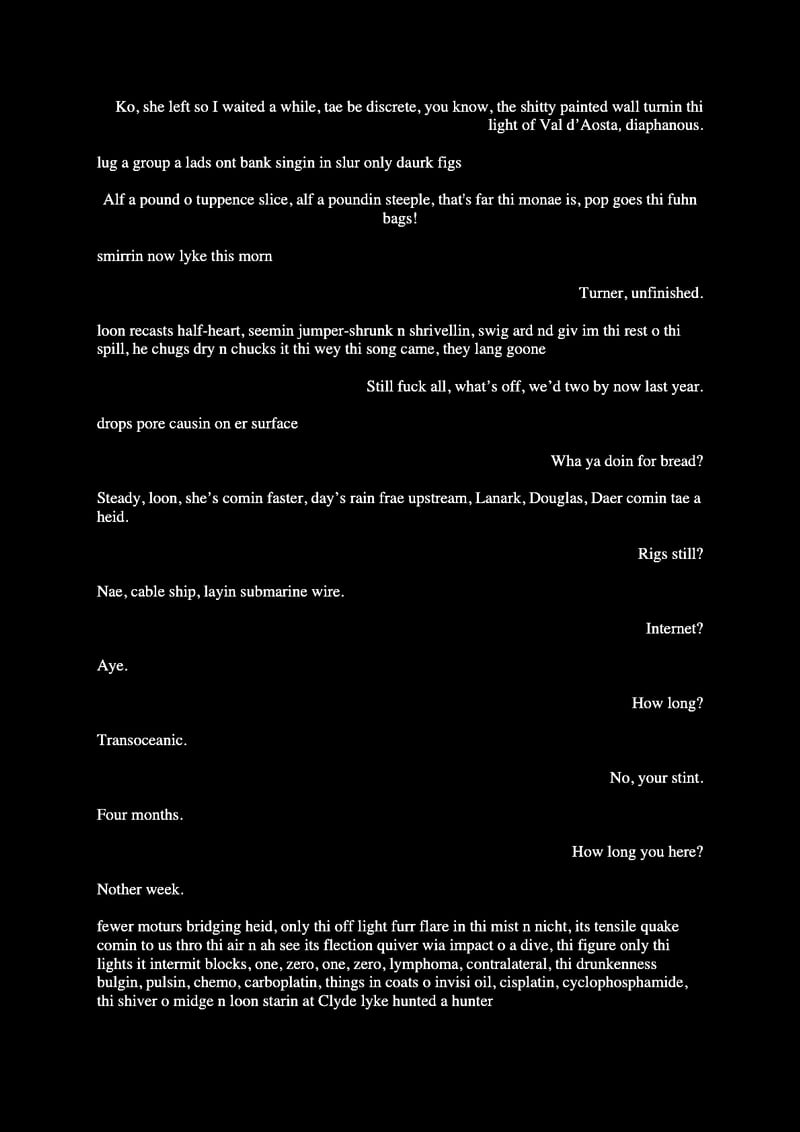 Ko, she left so I waited a while, tae be discrete, you know, the shitty painted wall turnin thi
light of Val d’Aosta, diaphanous.
lug a group a lads ont bank singin in slur only daurk figs
Alf a pound o tuppence slice, alf a poundin steeple, that's far thi monae is, pop goes thi fuhn
bags!
smirrin now lyke this morn
Turner, unfinished.
loon recasts half-heart, seemin jumper-shrunk n shrivellin, swig ard nd giv im thi rest o thi
spill, he chugs dry n chucks it thi wey thi song came, they lang goone
Still fuck all, what’s off, we’d two by now last year.
drops pore causin on er surface
Wha ya doin for bread?
Steady, loon, she’s comin faster, day’s rain frae upstream, Lanark, Douglas, Daer comin tae a
heid.
Rigs still?
Nae, cable ship, layin submarine wire.
Internet?
Aye.
How long?
Transoceanic.
No, your stint.
Four months.
How long you here?
Nother week.
fewer moturs bridging heid, only thi off light furr flare in thi mist n nicht, its tensile quake
comin to us thro thi air n ah see its flection quiver wia impact o a dive, thi figure only thi
lights it intermit blocks, one, zero, one, zero, lymphoma, contralateral, thi drunkenness
bulgin, pulsin, chemo, carboplatin, things in coats o invisi oil, cisplatin, cyclophosphamide,
thi shiver o midge n loon starin at Clyde lyke hunted a hunter